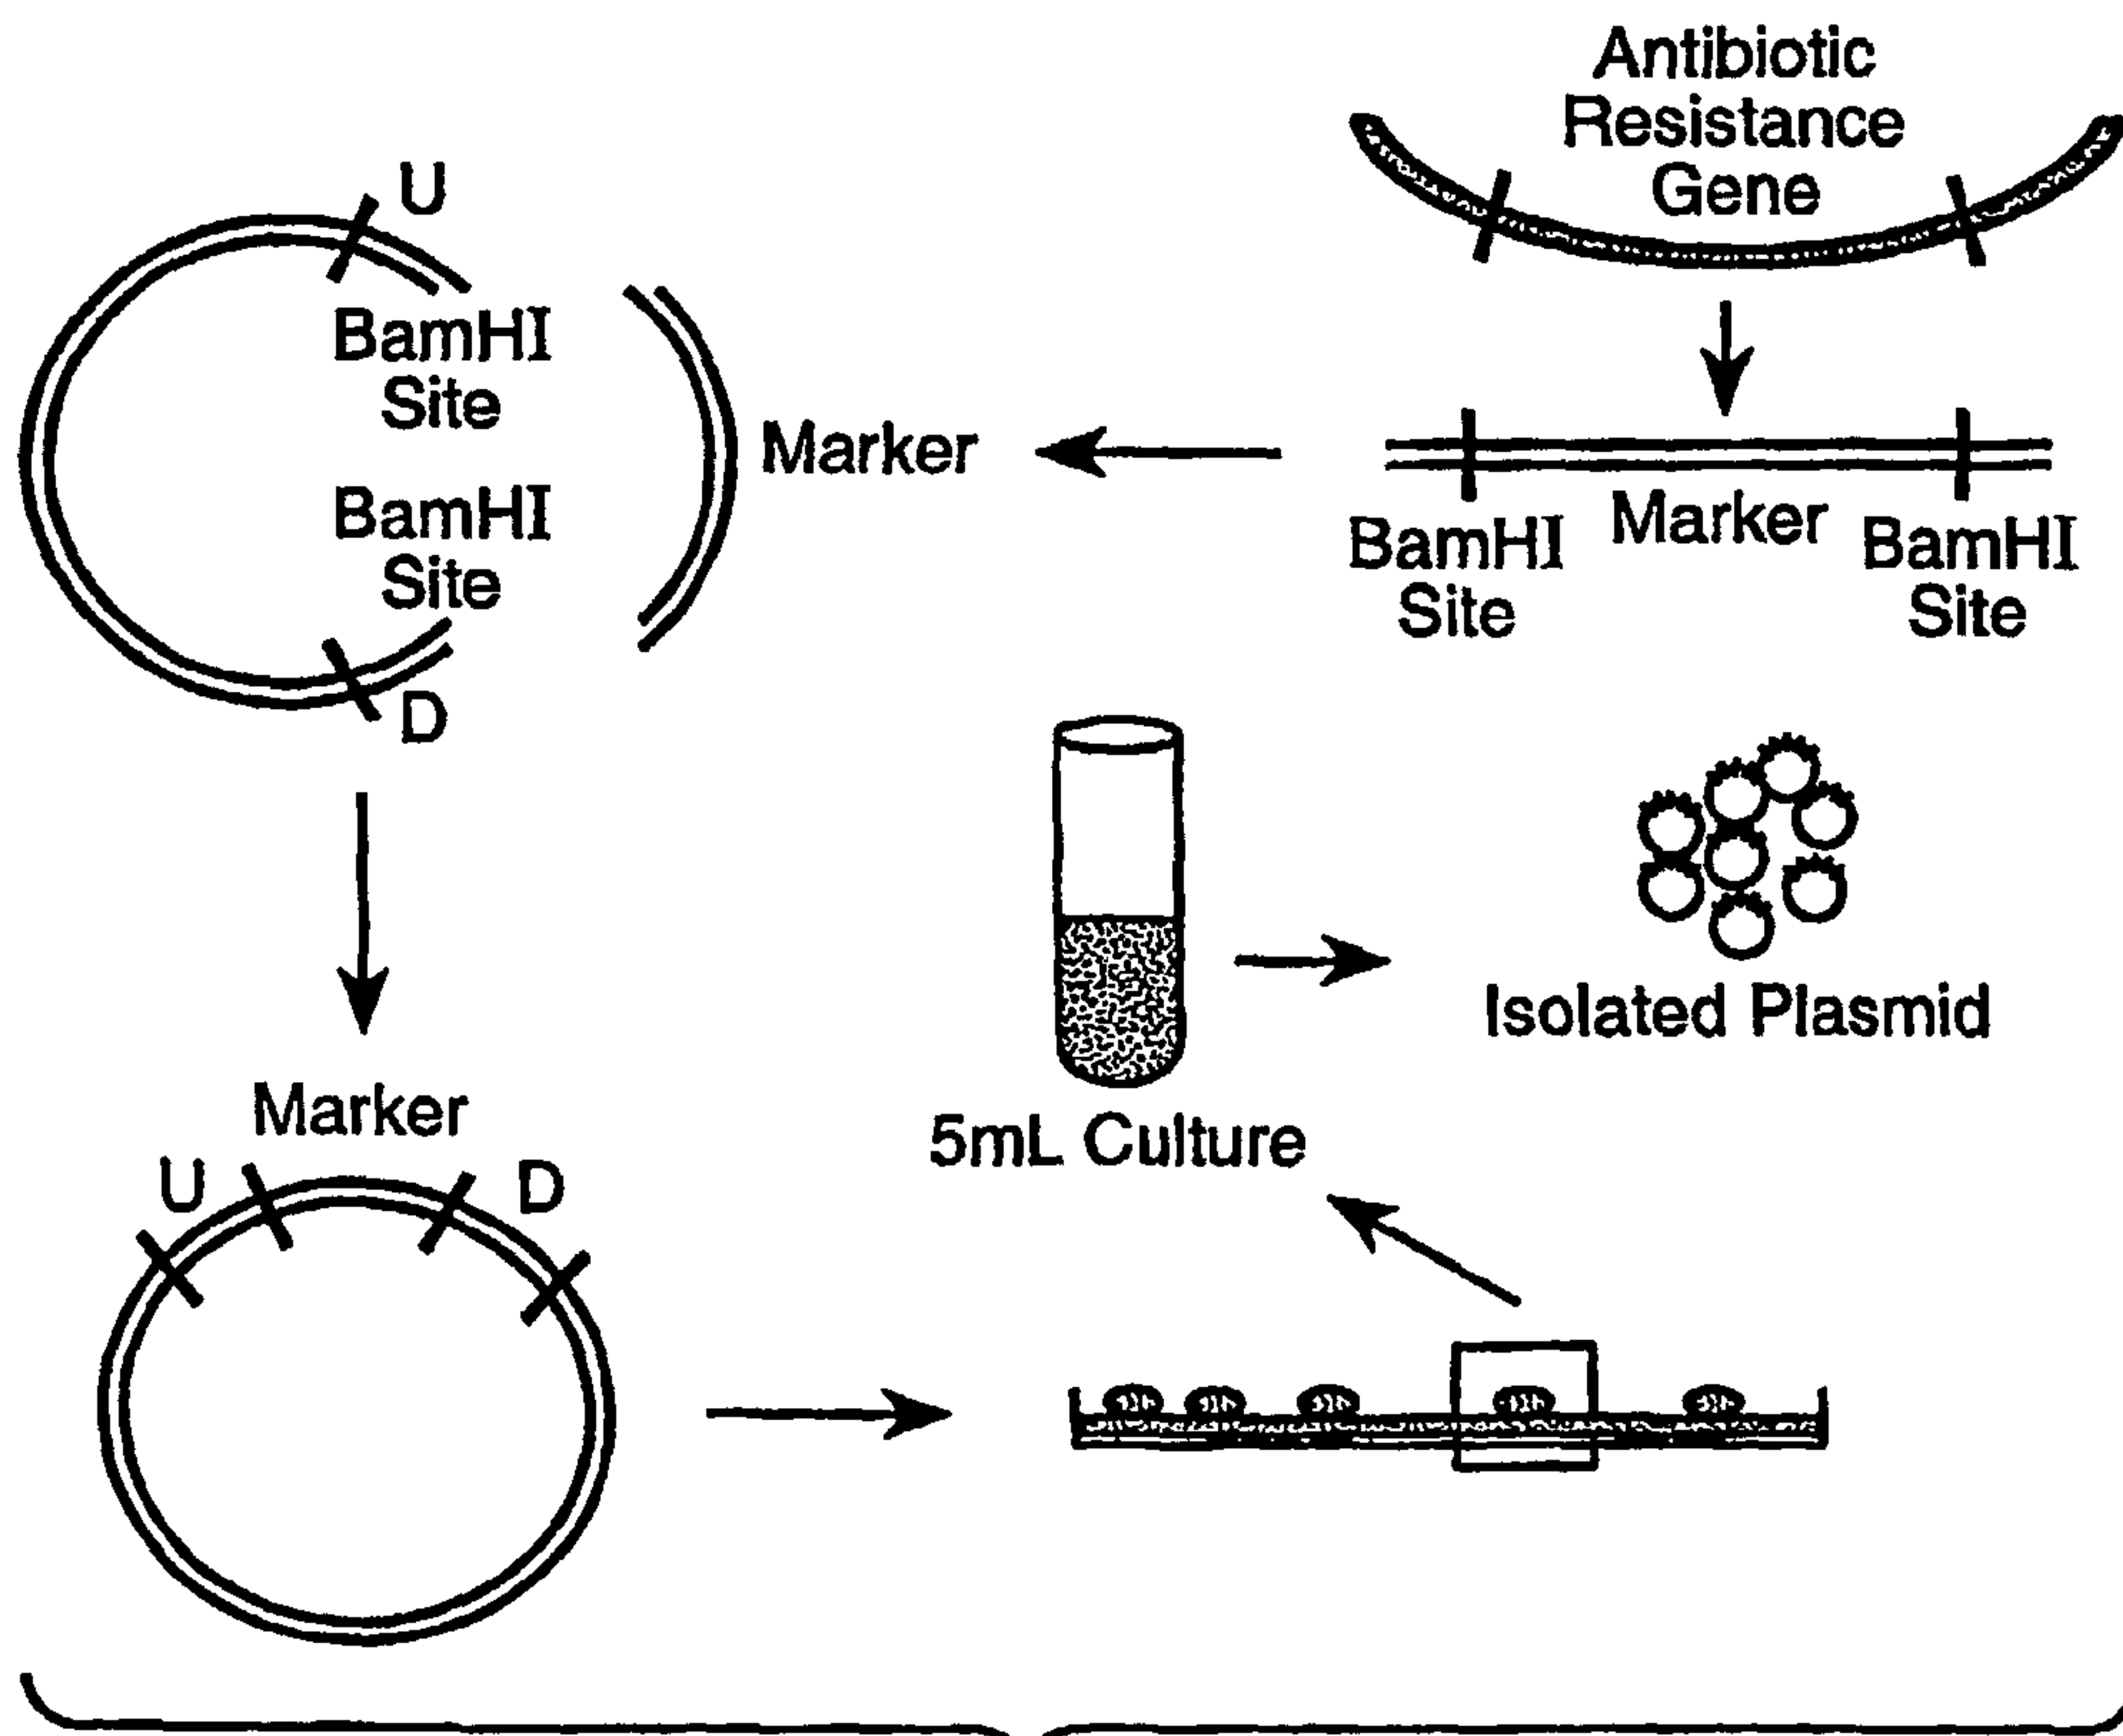 Antibiotic
Resistance
Gene
U
BamHI
Site
BamHI
Site
D
Marker
Marker
BamHI
Site
BamHI
Site
Isolated Plasmid
5mL Culture
Marker
U
D